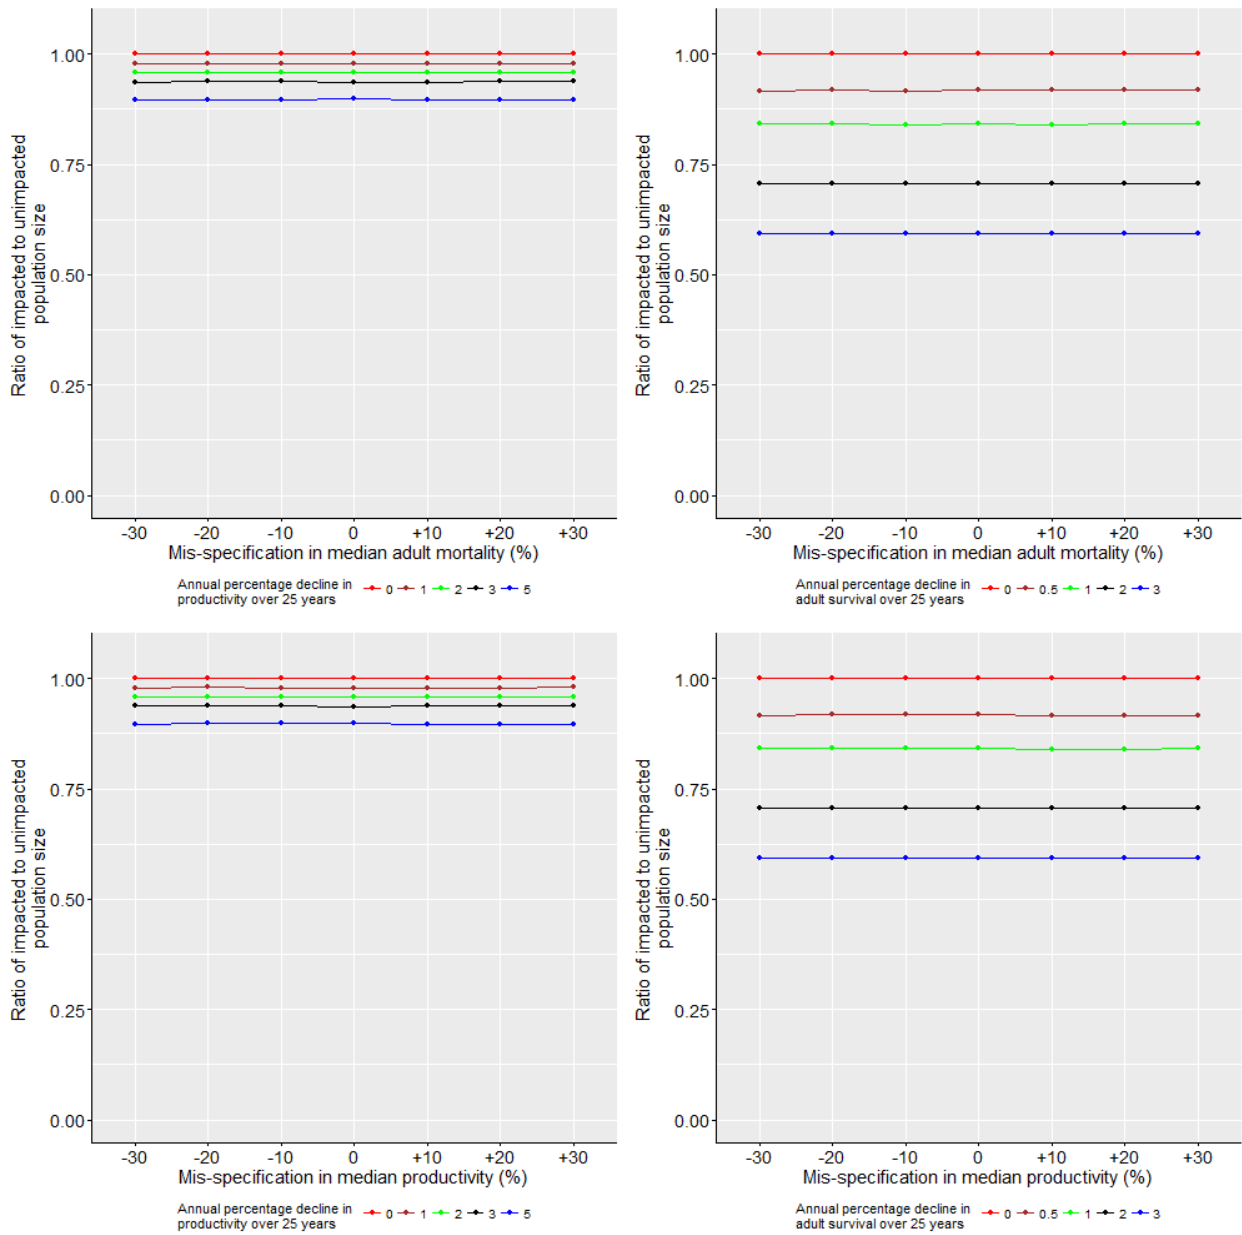 Ratio of impacted to unimpacted
population size
1.00
0.75
0.50
0.25
0.00
-30 -20 -10 0 +10 +20 +30
Mis-specification in median adult mortality (%)
Annual percentage decline in
productivity over 25 years 0 1 2 3 5
Ratio of impacted to unimpacted
population size
1.00
0.75
0.50
0.25
0.00
-30 -20 -10 0 +10 +20 +30
Mis-specification in median adult mortality (%)
Annual percentage decline in
adult survival over 25 years 0 0.5 1 2 3
Ratio of impacted to unimpacted
population size
1.00
0.75
0.50
0.25
0.00
-30 -20 -10 0 +10 +20 +30
Mis-specification in median productivity (%)
Annual percentage decline in
productivity over 25 years 0 1 2 3 5
Ratio of impacted to unimpacted
population size
1.00
0.75
0.50
0.25
0.00
-30 -20 -10 0 +10 +20 +30
Mis-specification in median productivity (%)
Annual percentage decline in
adult survival over 25 years 0 0.5 1 2 3